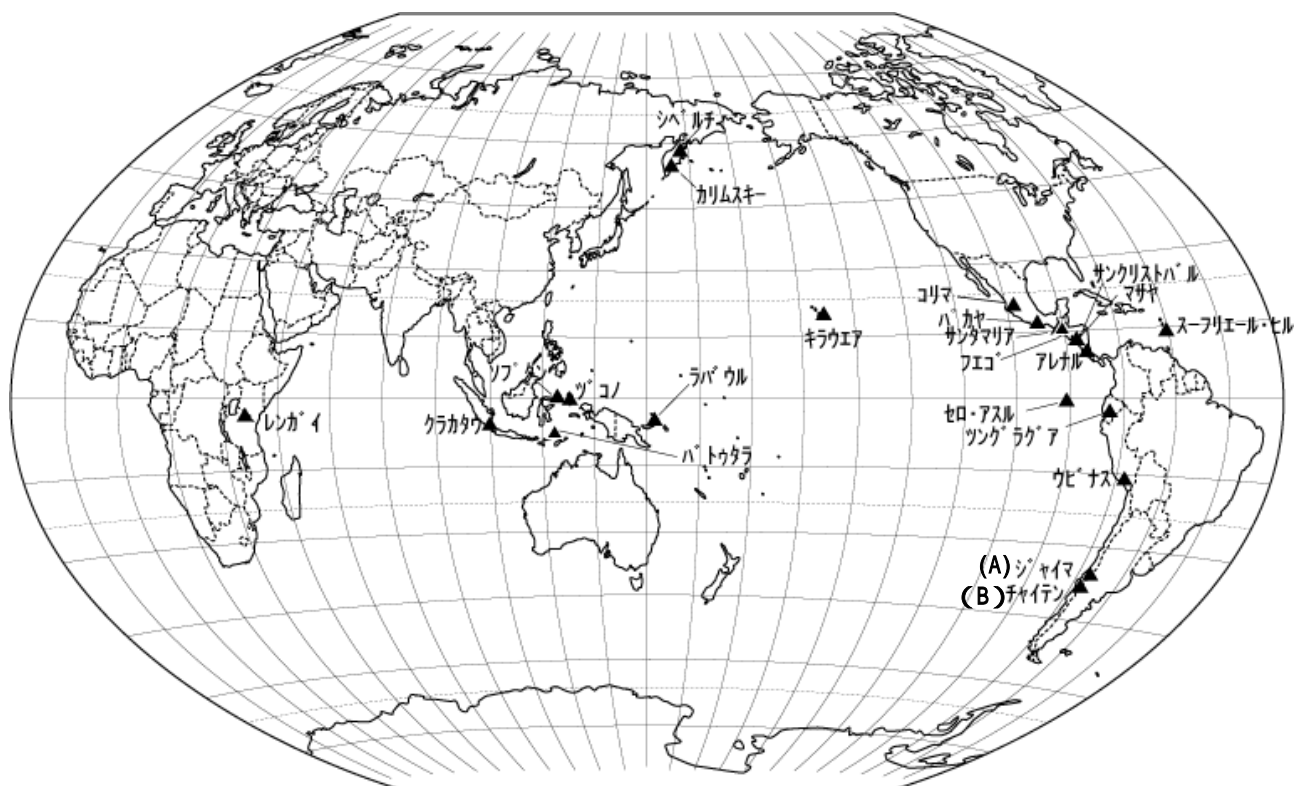 シベルチ
カリムスキー
サンクリストバル
マサヤ
コリマ
パカヤ
サンタマリア
フエゴ
アレナル
スーフリエール・ヒル
キラウエア
ラバウル
ヅコノ
レンガイ
クラカタウ
セロ・アスル
ツングラグア
バトゥタラ
ウビナス
(A) ジャイマ
(B) チャイテン